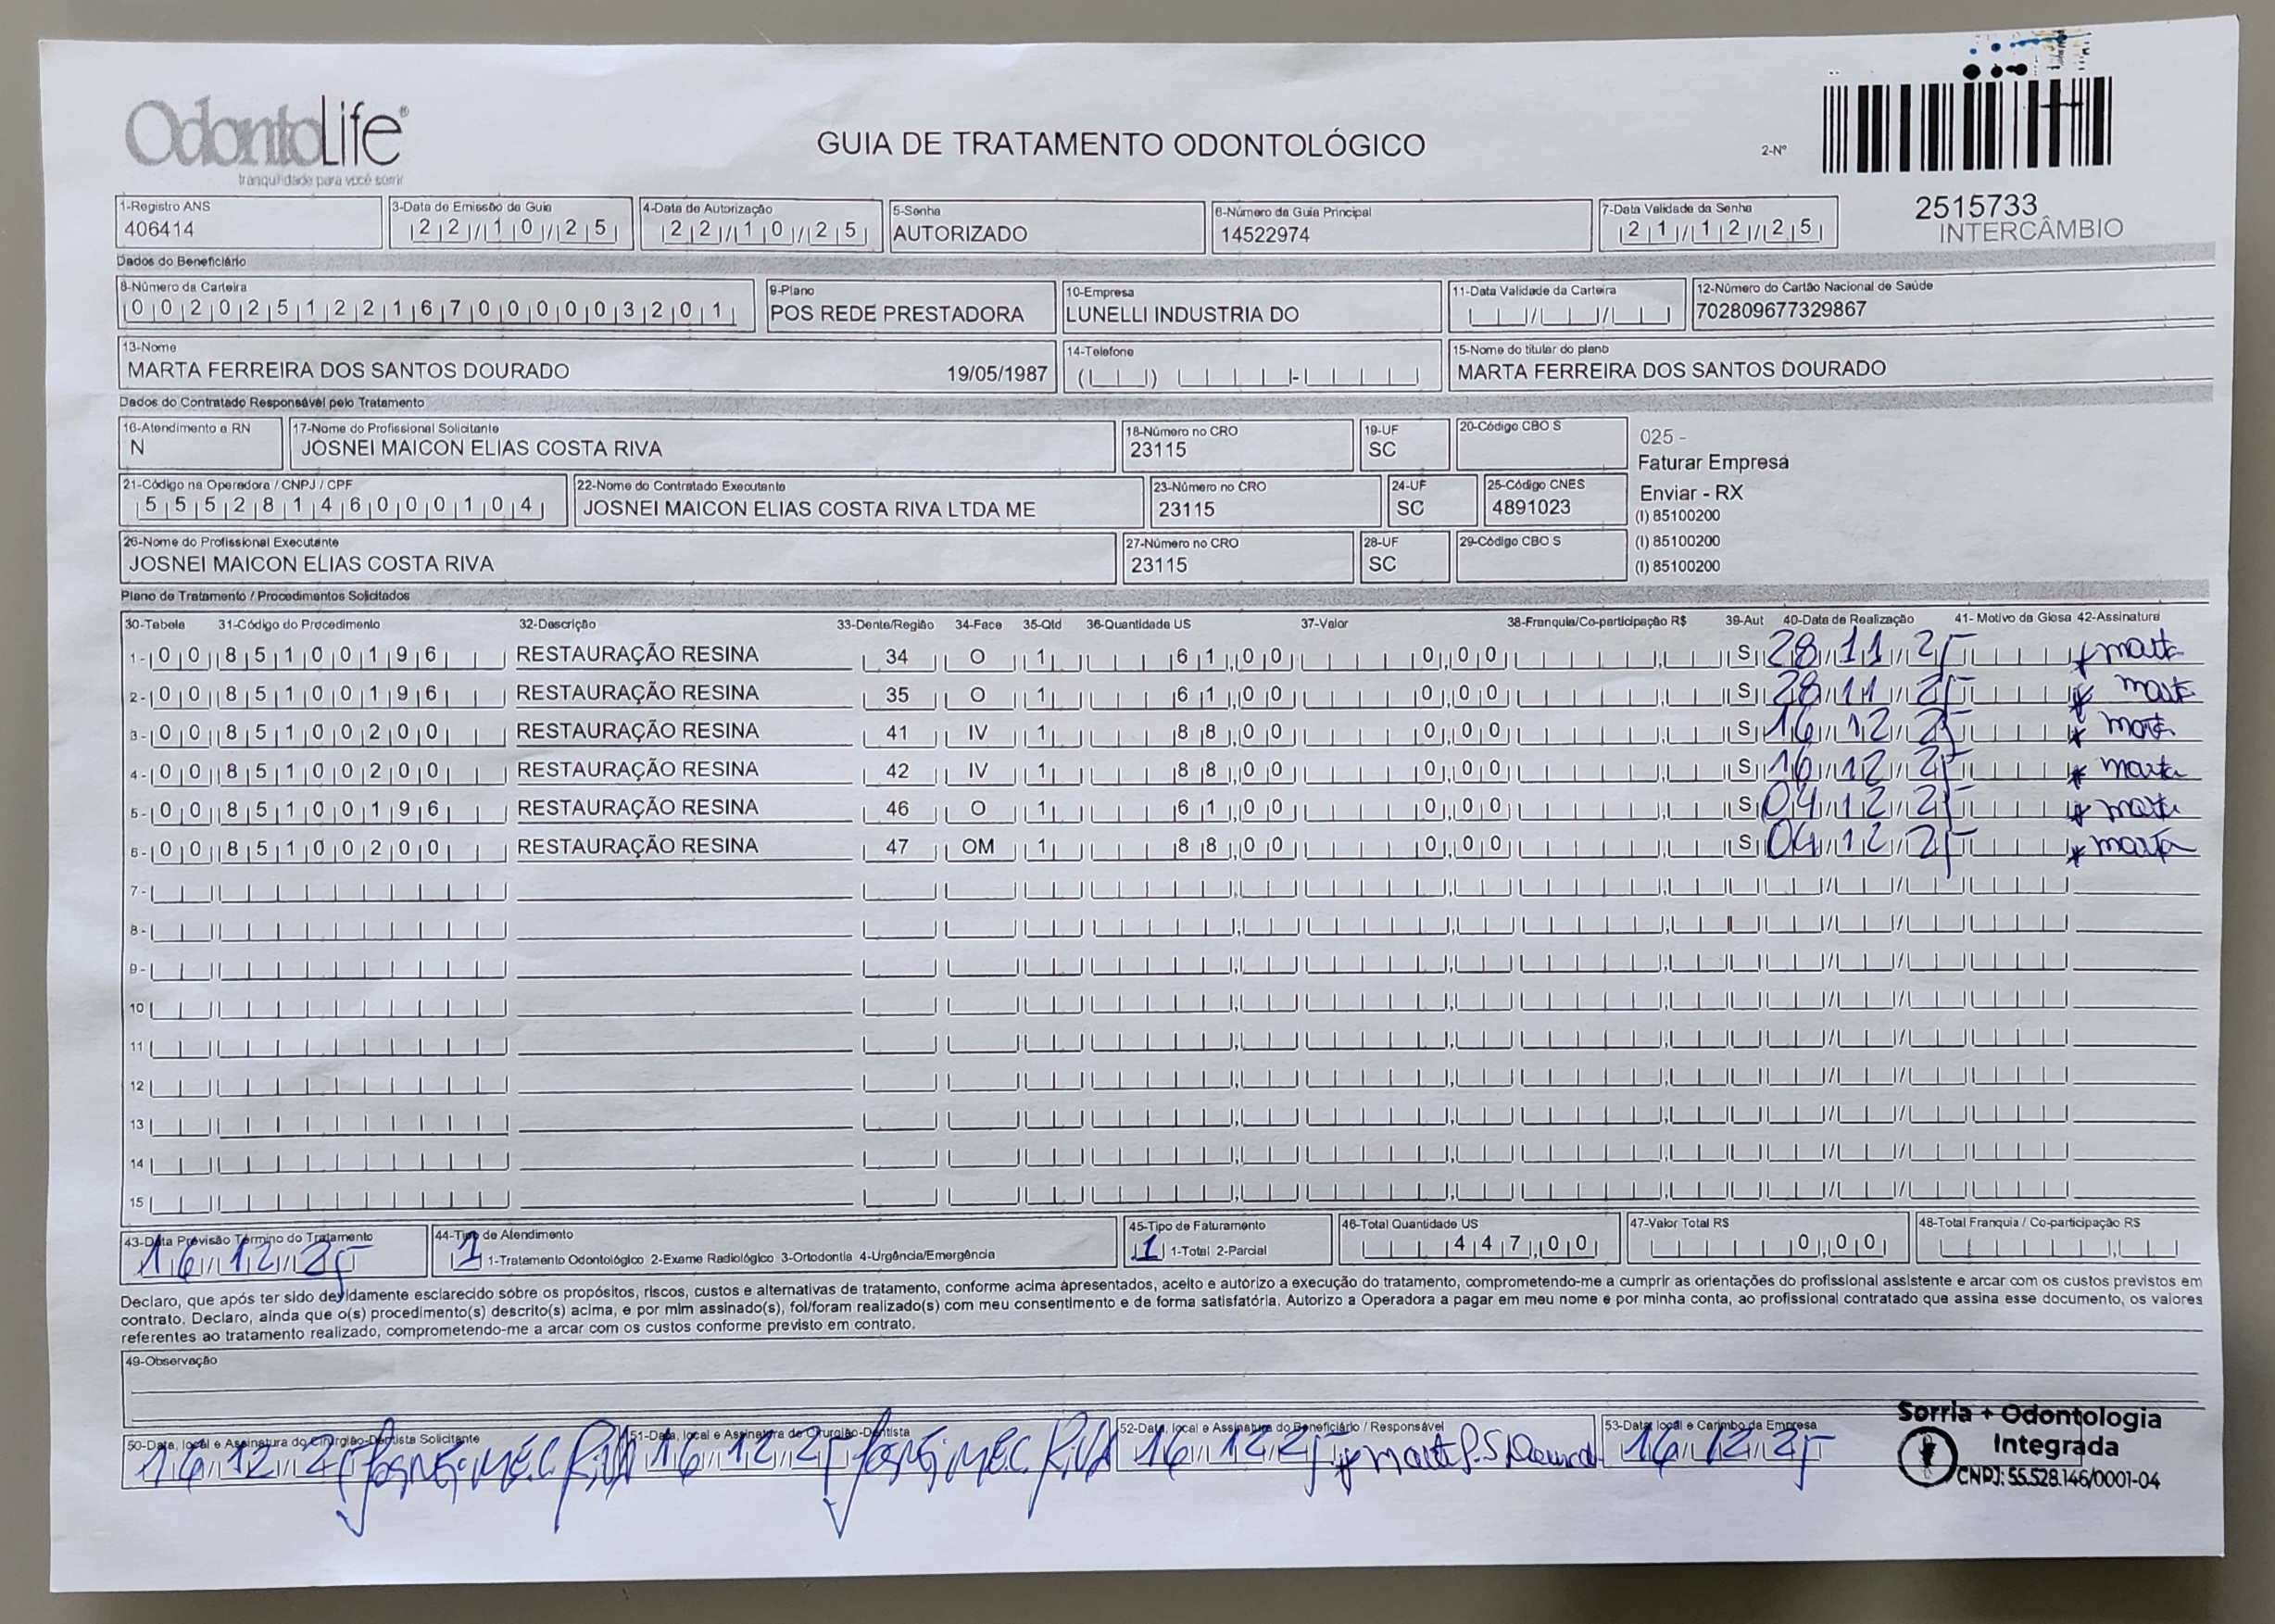 OdontoLife®
tranquilidade para você sorrir
GUIA DE TRATAMENTO ODONTOLÓGICO
2-Nº
2515733
INTERCÂMBIO
1-Registro ANS
406414
3-Data de Emissão da Guia
22/10/25
4-Data de Autorização
22/10/25
5-Senha
AUTORIZADO
6-Número da Guia Principal
14522974
7-Data Validade da Senha
21/12/25
Dados do Beneficiário
8-Número da Carteira
002025122167000003201
9-Plano
POS REDE PRESTADORA
10-Empresa
LUNELLI INDUSTRIA DO
11-Data Validade da Carteira
12-Número do Cartão Nacional de Saúde
702809677329867
13-Nome
MARTA FERREIRA DOS SANTOS DOURADO 19/05/1987
14-Telefone
15-Nome do titular do plano
MARTA FERREIRA DOS SANTOS DOURADO
Dados do Contratado Responsável pelo Tratamento
16-Atendimento a RN
N
17-Nome do Profissional Solicitante
JOSNEI MAICON ELIAS COSTA RIVA
18-Número no CRO
23115
19-UF
SC
20-Código CBO S
025 -
Faturar Empresa
Enviar - RX
(I) 85100200
(I) 85100200
(I) 85100200
21-Código na Operadora / CNPJ / CPF
55528146000104
22-Nome do Contratado Executante
JOSNEI MAICON ELIAS COSTA RIVA LTDA ME
23-Número no CRO
23115
24-UF
SC
25-Código CNES
4891023
26-Nome do Profissional Executante
JOSNEI MAICON ELIAS COSTA RIVA
27-Número no CRO
23115
28-UF
SC
29-Código CBO S
Plano de Tratamento / Procedimentos Solicitados
30-Tabela 31-Código do Procedimento 32-Descrição 33-Dente/Região 34-Face 35-Qtd 36-Quantidade US 37-Valor 38-Franquia/Co-participação R$ 39-Aut 40-Data de Realização 41- Motivo da Glosa 42-Assinatura
1- 00 85100196 RESTAURAÇÃO RESINA 34 O 1 61,00 0,00 S 28/11/25 marta
2- 00 85100196 RESTAURAÇÃO RESINA 35 O 1 61,00 0,00 S 28/11/25 marta
3- 00 85100200 RESTAURAÇÃO RESINA 41 IV 1 88,00 0,00 S 16/12/25 marta
4- 00 85100200 RESTAURAÇÃO RESINA 42 IV 1 88,00 0,00 S 16/12/25 marta
5- 00 85100196 RESTAURAÇÃO RESINA 46 O 1 61,00 0,00 S 04/12/25 marta
6- 00 85100200 RESTAURAÇÃO RESINA 47 OM 1 88,00 0,00 S 04/12/25 marta
7-
8-
9-
10
11
12
13
14
15
43-Data Previsão Término do Tratamento
16/12/25
44-Tipo de Atendimento
1 1-Tratamento Odontológico 2-Exame Radiológico 3-Ortodontia 4-Urgência/Emergência
45-Tipo de Faturamento
1 1-Total 2-Parcial
46-Total Quantidade US
447,00
47-Valor Total R$
0,00
48-Total Franquia / Co-participação R$
Declaro, que após ter sido devidamente esclarecido sobre os propósitos, riscos, custos e alternativas de tratamento, conforme acima apresentados, aceito e autorizo a execução do tratamento, comprometendo-me a cumprir as orientações do profissional assistente e arcar com os custos previstos em
contrato. Declaro, ainda que o(s) procedimento(s) descrito(s) acima, e por mim assinado(s), foi/foram realizado(s) com meu consentimento e de forma satisfatória. Autorizo a Operadora a pagar em meu nome e por minha conta, ao profissional contratado que assina esse documento, os valores
referentes ao tratamento realizado, comprometendo-me a arcar com os custos conforme previsto em contrato.
49-Observação
50-Data, local e Assinatura do Cirurgião-Dentista Solicitante
16/12/25 Josnei M.E.C. Riva
51-Data, local e Assinatura do Cirurgião-Dentista
16/12/25 Josnei M.E.C. Riva
52-Data, local e Assinatura do Beneficiário / Responsável
16/12/25 marta f. S. Dourad
53-Data, local e Carimbo da Empresa
16/12/25
Sorria + Odontologia
Integrada
CNPJ: 55.528.146/0001-04